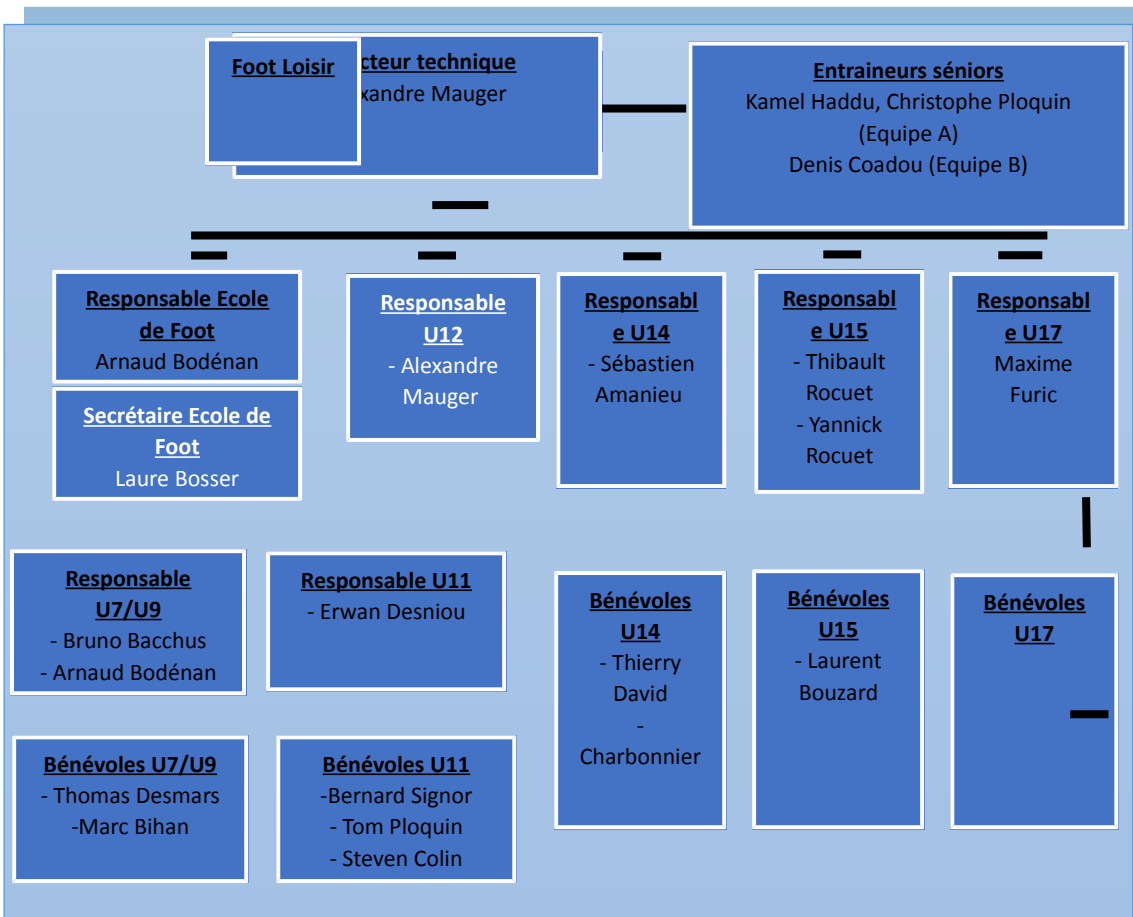 Foot Loisir
cteur technique
xandre Mauger
Entraineurs séniors
Kamel Haddu, Christophe Ploquin
(Equipe A)
Denis Coadou (Equipe B)
Responsable Ecole
de Foot
Arnaud Bodénan
Secrétaire Ecole de
Foot
Laure Bosser
Responsable
U12
- Alexandre
Mauger
Responsabl
e U14
- Sébastien
Amanieu
Responsabl
e U15
- Thibault
Rocuet
- Yannick
Rocuet
Responsabl
e U17
Maxime
Furic
Responsable
U7/U9
- Bruno Bacchus
- Arnaud Bodénan
Responsable U11
- Erwan Desniou
Bénévoles
U14
- Thierry
David
-
Charbonnier
Bénévoles
U15
- Laurent
Bouzard
Bénévoles
U17
Bénévoles U7/U9
- Thomas Desmars
-Marc Bihan
Bénévoles U11
-Bernard Signor
- Tom Ploquin
- Steven Colin